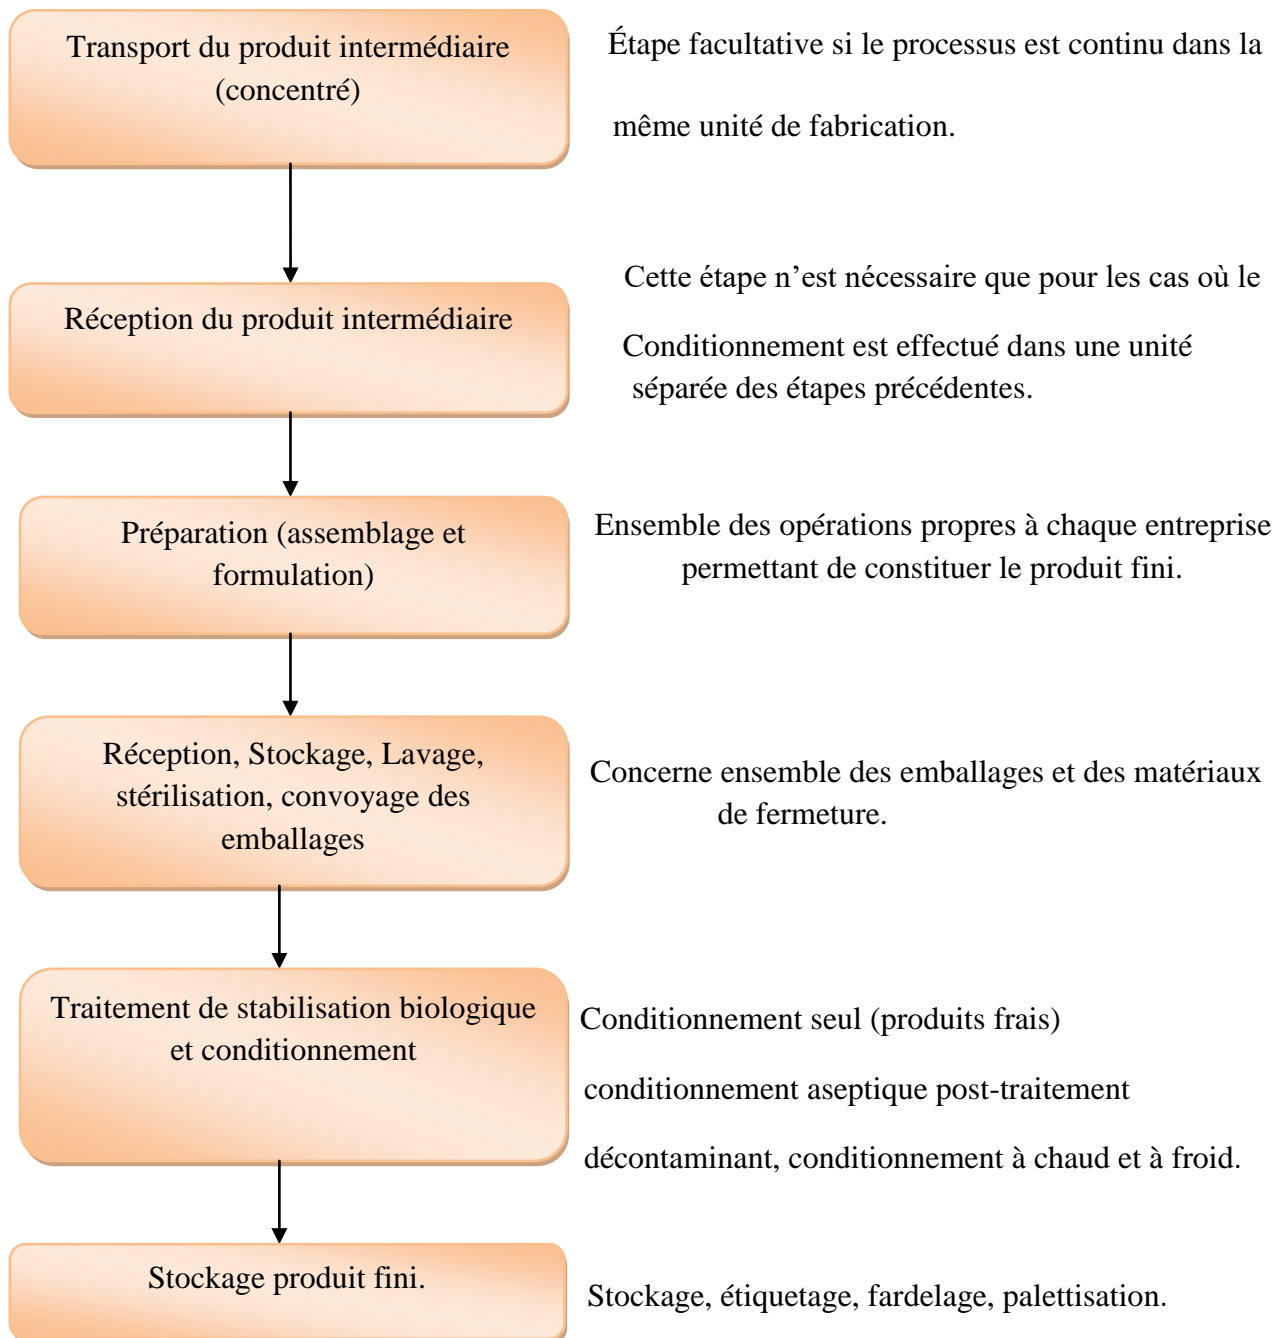 Transport du produit intermédiaire
(concentré)
Étape facultative si le processus est continu dans la
même unité de fabrication.
Réception du produit intermédiaire
Cette étape n’est nécessaire que pour les cas où le
Conditionnement est effectué dans une unité
séparée des étapes précédentes.
Préparation (assemblage et
formulation)
Ensemble des opérations propres à chaque entreprise
permettant de constituer le produit fini.
Réception, Stockage, Lavage,
stérilisation, convoyage des
emballages
Concerne ensemble des emballages et des matériaux
de fermeture.
Traitement de stabilisation biologique
et conditionnement
Conditionnement seul (produits frais)
conditionnement aseptique post-traitement
décontaminant, conditionnement à chaud et à froid.
Stockage produit fini.
Stockage, étiquetage, fardelage, palettisation.